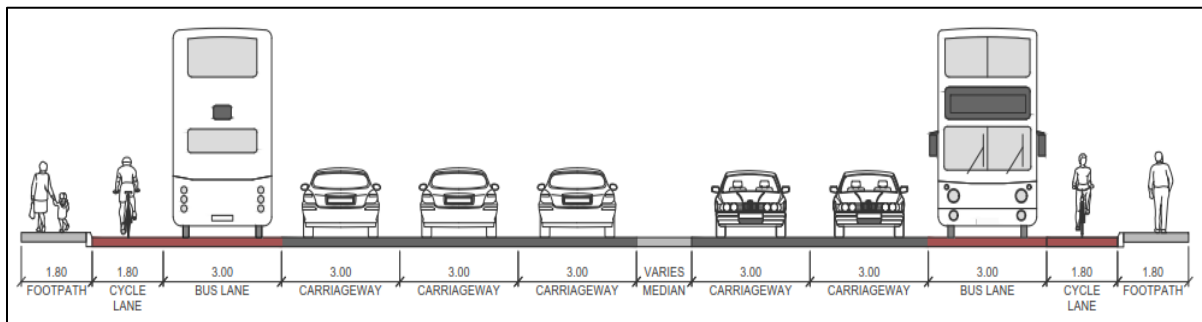 1.80 1.80 3.00 3.00 3.00 3.00 VARIES 3.00 3.00 3.00 1.80 1.80
FOOTPATH CYCLE LANE BUS LANE CARRIAGEWAY CARRIAGEWAY CARRIAGEWAY MEDIAN CARRIAGEWAY CARRIAGEWAY BUS LANE CYCLE LANE FOOTPATH